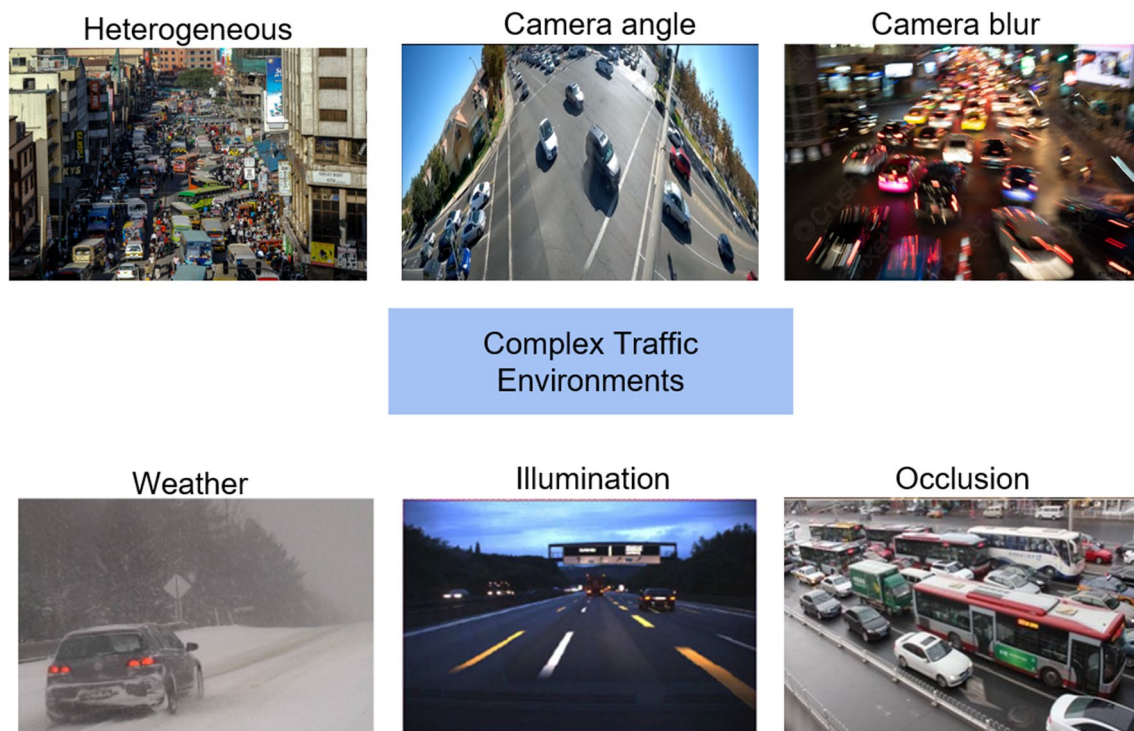 Heterogeneous
Camera angle
Camera blur
Complex Traffic
Environments
Weather
Illumination
Occlusion